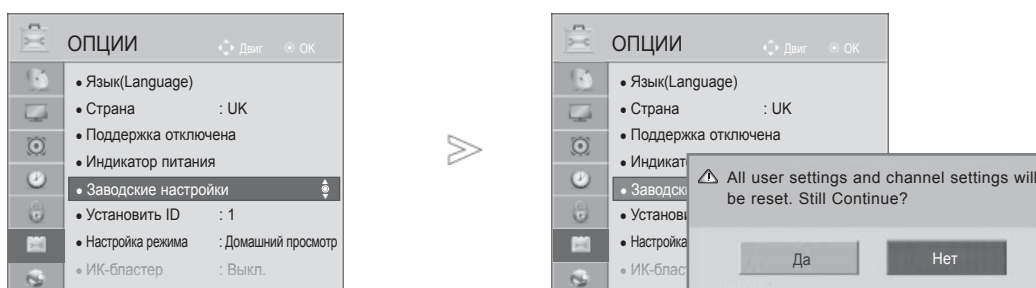 ОПЦИИ
Двиг
OK
• Язык(Language)
• Страна : UK
• Поддержка отключена
• Индикатор питания
• Заводские настройки
• Установить ID : 1
• Настройка режима : Домашний просмотр
• ИК-бластер : Выкл.
>
ОПЦИИ
Двиг
OK
• Язык(Language)
• Страна : UK
• Поддержка отключена
• Индикат
• Заводск
• Установи
• Настройка
• ИК-блас
All user settings and channel settings will
be reset. Still Continue?
Да
Нет